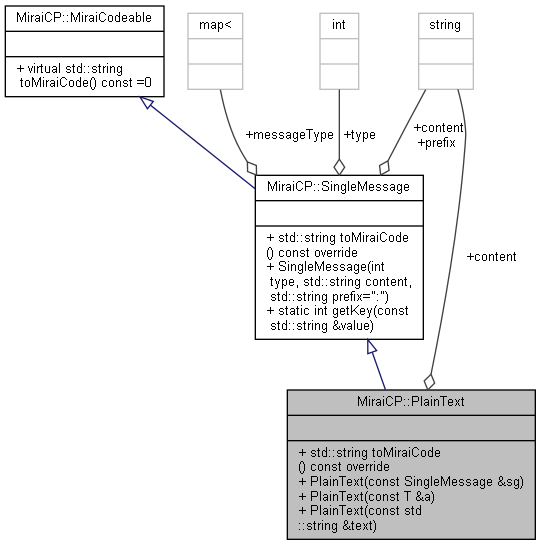 MiraiCP::MiraiCodeable
+ virtual std::string
toMiraiCode() const =0
map<
int
string
+messageType
+type
+content
+prefix
MiraiCP::SingleMessage
+ std::string toMiraiCode
() const override
+ SingleMessage(int
type, std::string content,
std::string prefix=":")
+ static int getKey(const
std::string &value)
+content
MiraiCP::PlainText
+ std::string toMiraiCode
() const override
+ PlainText(const SingleMessage &sg)
+ PlainText(const T &a)
+ PlainText(const std
::string &text)